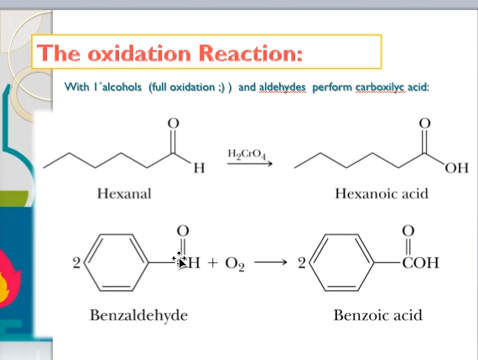 The oxidation Reaction:
With 1˚alcohols (full oxidation ;) ) and aldehydes perform carboxilyc acid:
O
H₂CrO₄
H
O
OH
Hexanal
Hexanoic acid
O
O
2
H + O₂
2
COH
Benzaldehyde
Benzoic acid